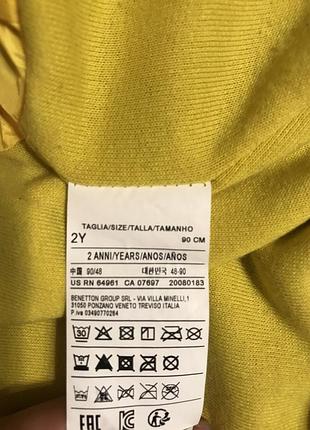 TAGLIA/SIZE/TALLA/TAMANHO
2Y 90 CM
2 ANNI/YEARS/ANOS/AÑOS
中国 90/48 대한민국 48-90
US RN 64961 CA 07697 20080183
BENETTON GROUP SRL - VIA VILLA MINELLI,1
31050 PONZANO VENETO TREVISO ITALIA
P.iva 03490770264
30
EAC KC